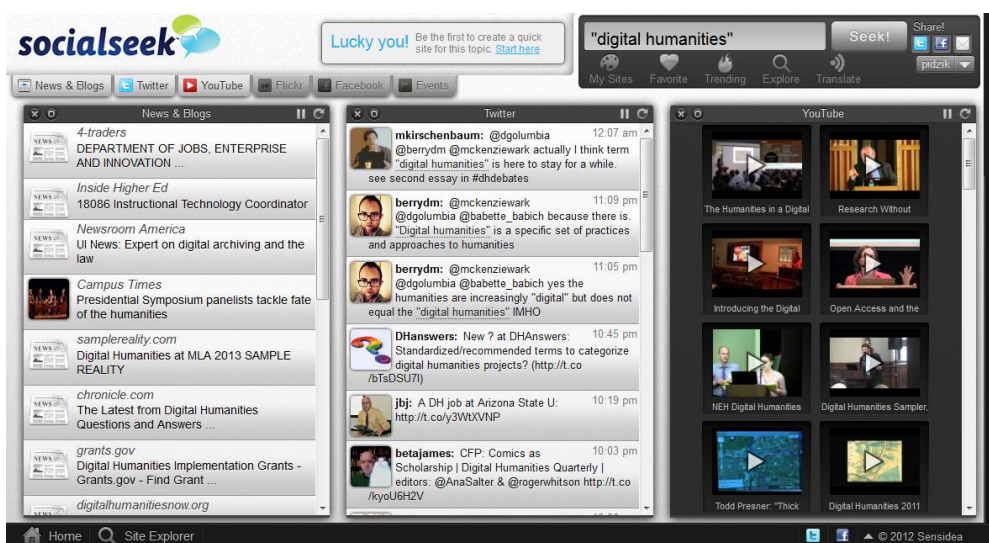 socialseek
Lucky you! Be the first to create a quick
site for this topic. Start here
"digital humanities"
Seek!
Share!
My Sites Favorite Trending Explore Translate
pidzik
News & Blogs Twitter YouTube Flickr Facebook Events
News & Blogs
4-traders
DEPARTMENT OF JOBS, ENTERPRISE
AND INNOVATION ...
Inside Higher Ed
18086 Instructional Technology Coordinator
Newsroom America
UI News: Expert on digital archiving and the
law
Campus Times
Presidential Symposium panelists tackle fate
of the humanities
samplereality.com
Digital Humanities at MLA 2013 SAMPLE
REALITY
chronicle.com
The Latest from Digital Humanities
Questions and Answers ...
grants.gov
Digital Humanities Implementation Grants -
Grants.gov - Find Grant ...
digitalhumanitiesnow.org
Twitter
mkirschenbaum: @dgolumbia 12:07 am
@berrydm @mckenziewark actually I think term
"digital humanities" is here to stay for a while.
see second essay in #dhdebates
berrydm: @mckenziewark 11:09 pm
@dgolumbia @babette_babich because there is.
"Digital humanities" is a specific set of practices
and approaches to humanities
berrydm: @mckenziewark 11:05 pm
@dgolumbia @babette_babich yes the
humanities are increasingly "digital" but does not
equal the "digital humanities" IMHO
DHanswers: New ? at DHAnswers: 10:45 pm
Standardized/recommended terms to categorize
digital humanities projects? (http://t.co
/bTsDSU7I)
jbj: A DH job at Arizona State U: 10:19 pm
http://t.co/y3WtXVNP
betajames: CFP: Comics as 10:03 pm
Scholarship | Digital Humanities Quarterly |
editors: @AnaSalter & @rogerwhitson http://t.co
/kyoU6H2V
YouTube
The Humanities in a Digital Research Without
Introducing the Digital Open Access and the
NEH Digital Humanities Digital Humanities Sampler,
Todd Presner: "Thick Digital Humanities 2011
Home Site Explorer
© 2012 Sensidea